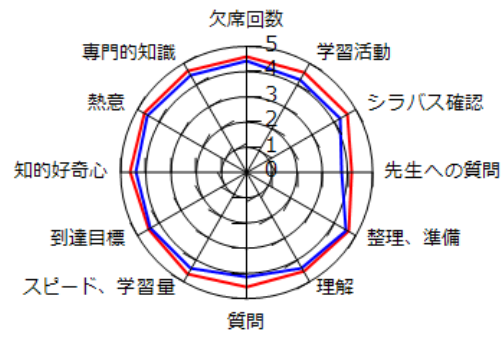 欠席回数
専門的知識
5
学習活動
4
熱意
3
シラバス確認
2
1
知的好奇心
0
先生への質問
到達目標
整理、準備
スピード、学習量
理解
質問